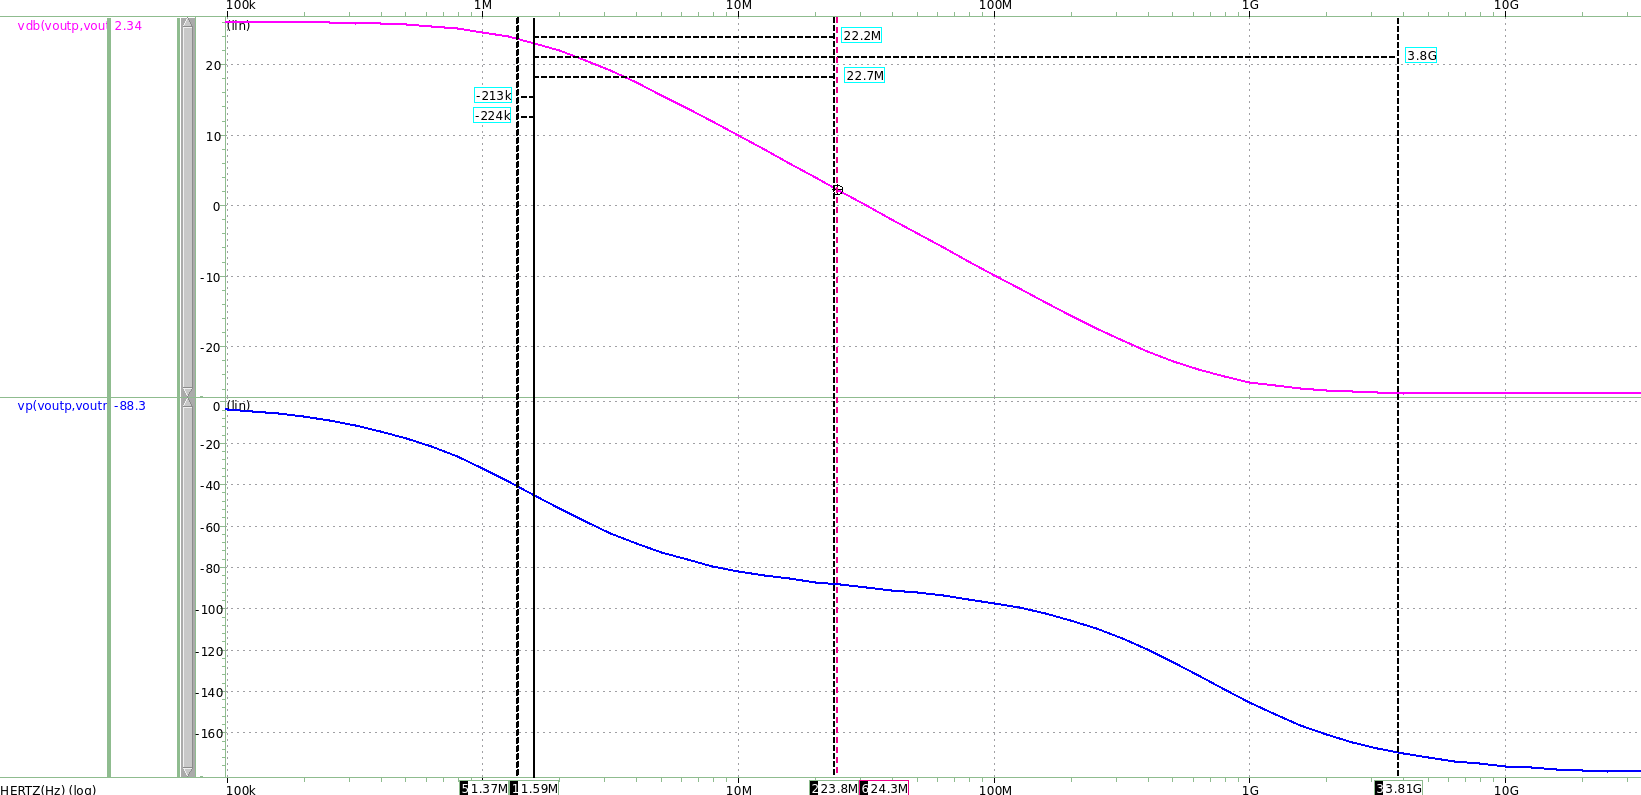 100k 1M 10M 100M 1G 10G
vdb(voutp,vout 2.34
(lin)
22.2M
3.8G
20
22.7M
-213k
-224k
10
0
-10
-20
vp(voutp,voutr -88.3
0 (lin)
-20
-40
-60
-80
-100
-120
-140
-160
HERTZ(Hz) (log) 100k 5 1.37M 1 1.59M 10M 2 23.8M 6 24.3M 100M 1G 3 3.81G 10G